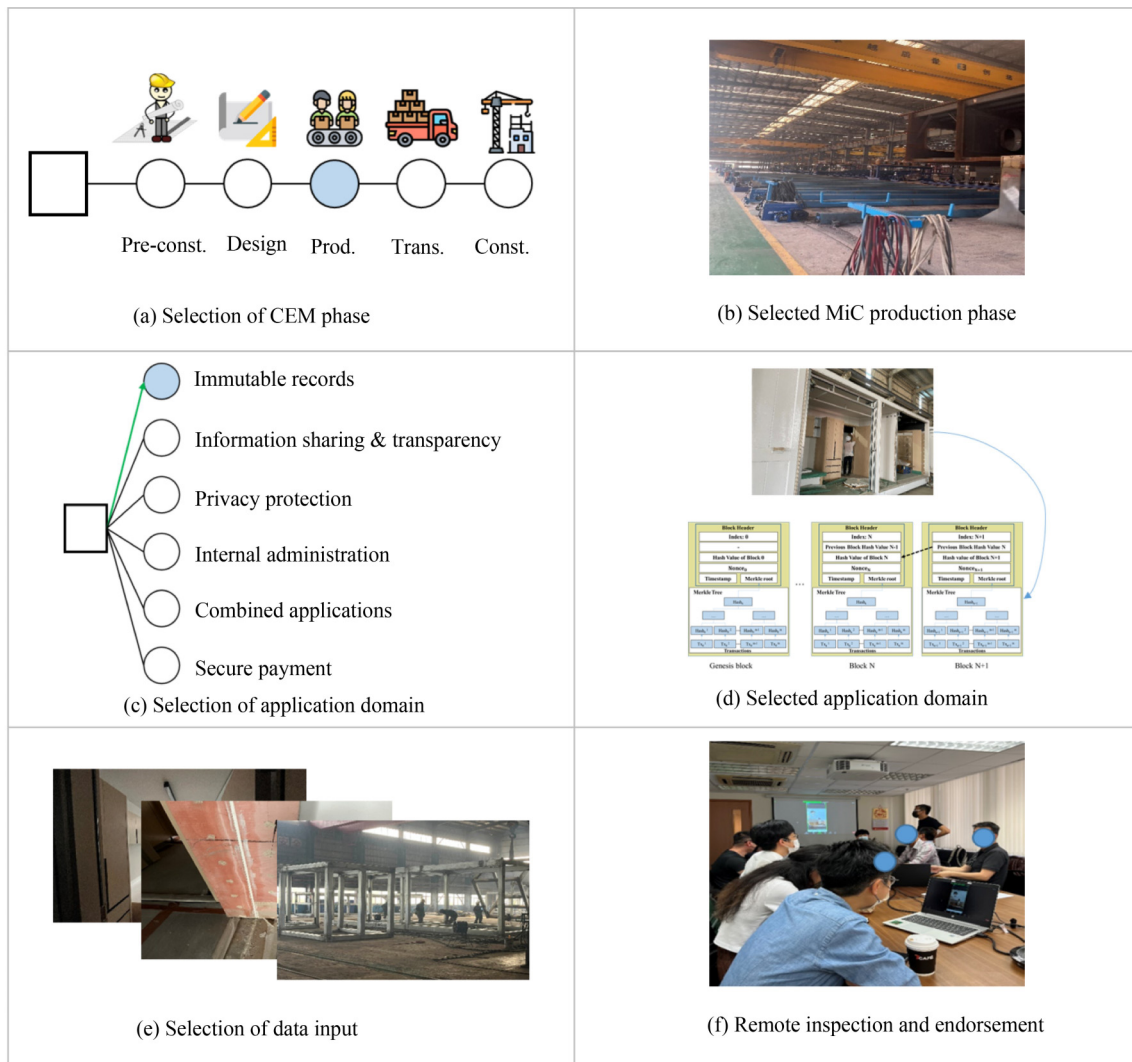 Pre-const.
Design
Prod.
Trans.
Const.
(a) Selection of CEM phase
(b) Selected MiC production phase
Immutable records
Information sharing & transparency
Privacy protection
Internal administration
Combined applications
Secure payment
(c) Selection of application domain
Block Header
Index: 0
-
Hash Value of Block 0
Nonce₀
Timestamp
Merkle root
Merkle Tree
Transactions
Genesis block
...
Block Header
Index: N
Previous Block Hash Value N-1
Hash Value of Block N
Timestamp
Merkle root
Merkle Tree
Transactions
Block N
Block Header
Index: N+1
Previous Block Hash Value N
Hash Value of Block N+1
Timestamp
Merkle root
Merkle Tree
Transactions
Block N+1
(d) Selected application domain
(e) Selection of data input
(f) Remote inspection and endorsement